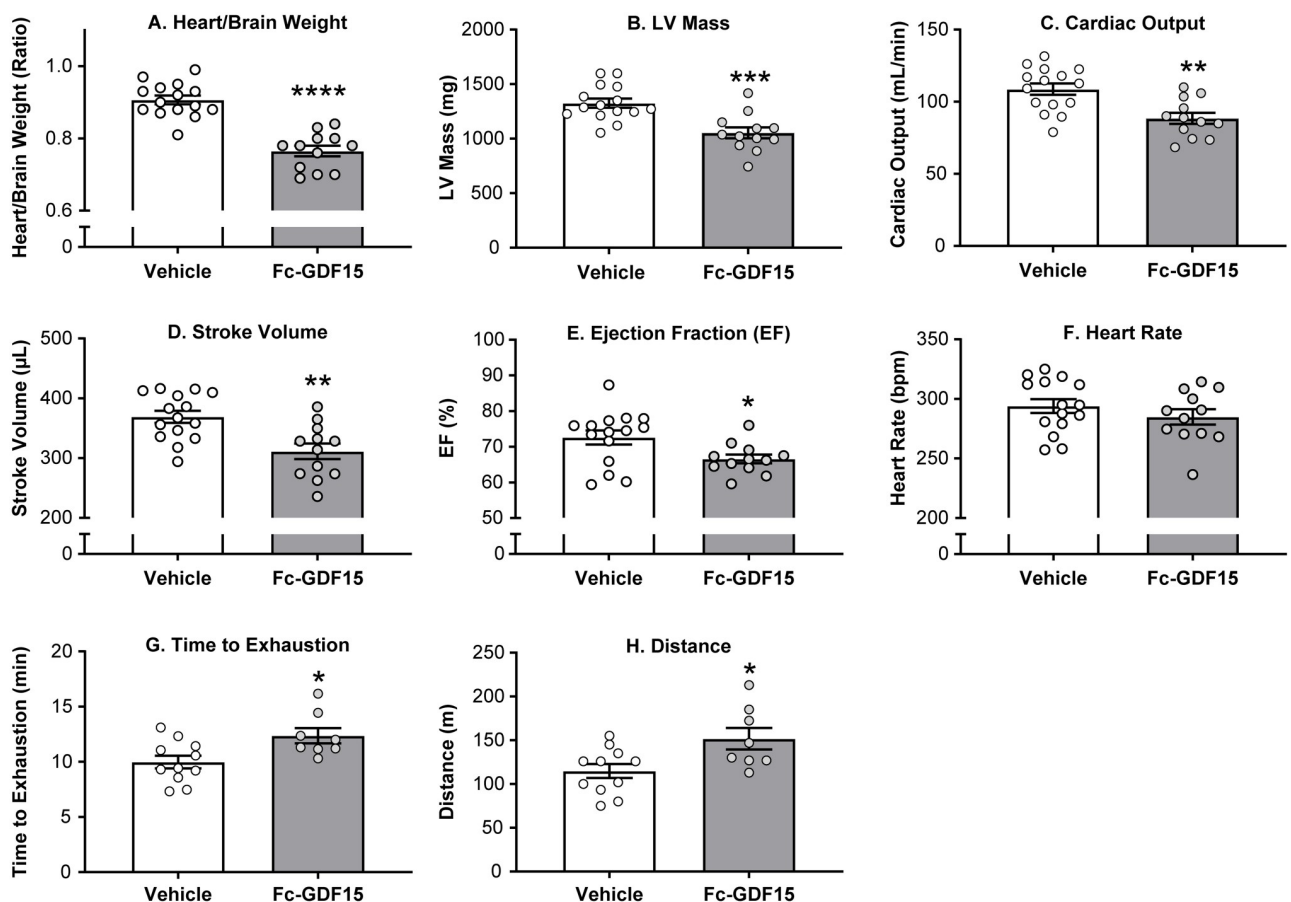 A. Heart/Brain Weight
Heart/Brain Weight (Ratio)
1.0
0.8
0.6
0
****
Vehicle
Fc-GDF15
B. LV Mass
LV Mass (mg)
2000
1500
1000
500
0
***
Vehicle
Fc-GDF15
C. Cardiac Output
Cardiac Output (mL/min)
150
100
50
0
**
Vehicle
Fc-GDF15
D. Stroke Volume
Stroke Volume (µL)
500
400
300
200
0
**
Vehicle
Fc-GDF15
E. Ejection Fraction (EF)
EF (%)
100
90
80
70
60
50
0
*
Vehicle
Fc-GDF15
F. Heart Rate
Heart Rate (bpm)
350
300
250
200
0
Vehicle
Fc-GDF15
G. Time to Exhaustion
Time to Exhaustion (min)
20
15
10
5
0
*
Vehicle
Fc-GDF15
H. Distance
Distance (m)
250
200
150
100
50
0
*
Vehicle
Fc-GDF15